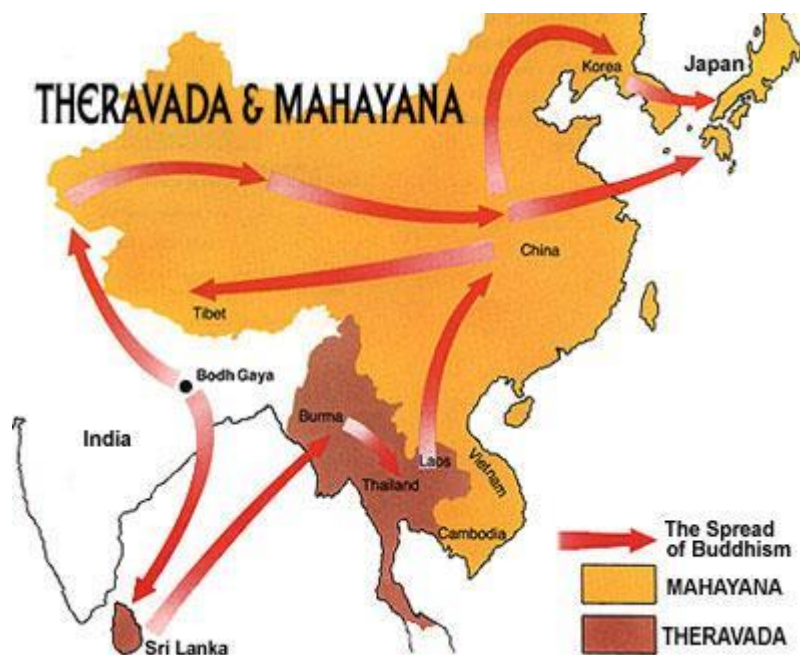 THERAVADA & MAHAYANA
Korea
Japan
China
Tibet
Bodh Gaya
India
Burma
Laos
Thailand
Vietnam
Cambodia
Sri Lanka
The Spread
of Buddhism
MAHAYANA
THERAVADA